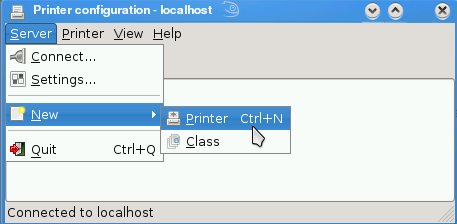 Printer configuration - localhost
Server Printer View Help
Connect...
Settings...
New
Printer Ctrl+N
Class
Quit Ctrl+Q
Connected to localhost